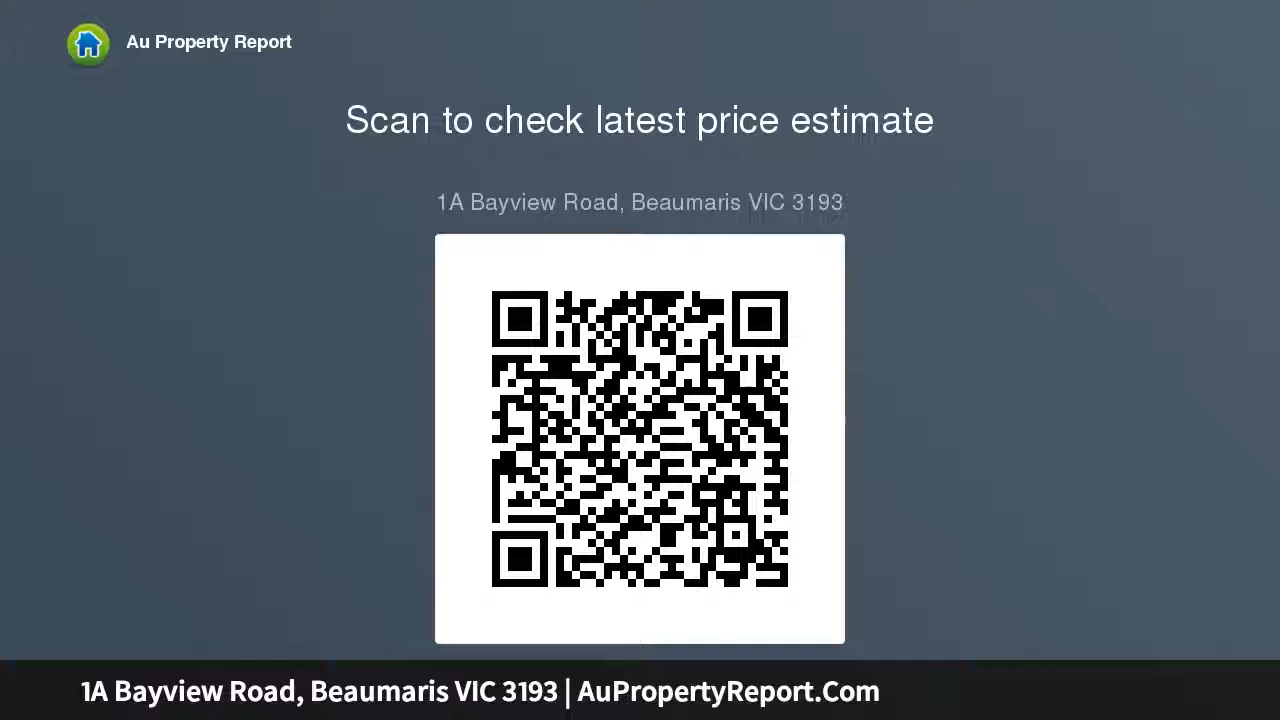 Au Property Report
Scan to check latest price estimate
1A Bayview Road, Beaumaris VIC 3193
1A Bayview Road, Beaumaris VIC 3193 | AuPropertyReport.Com